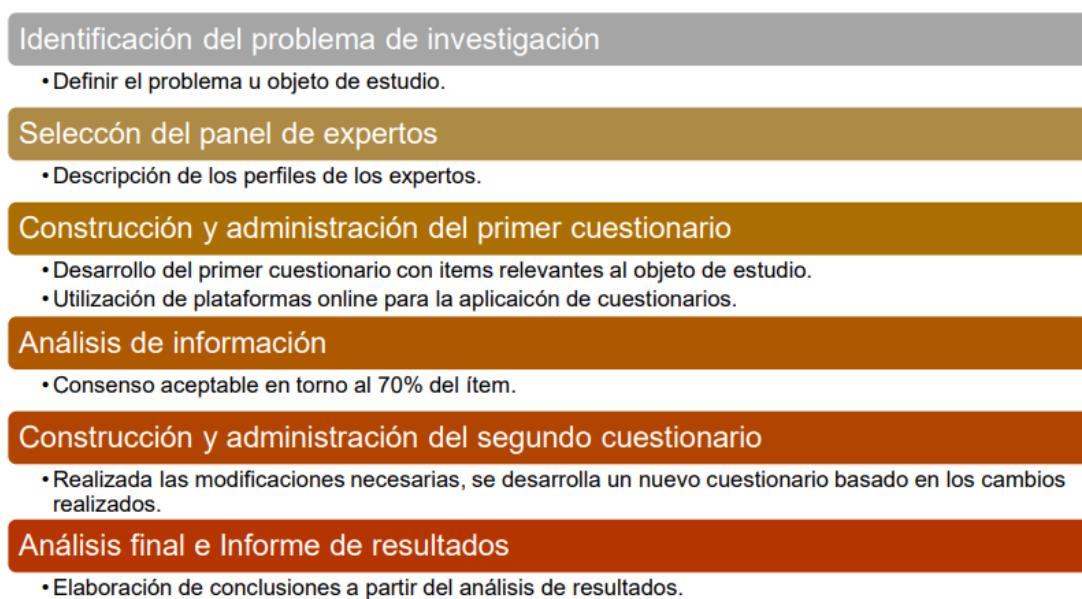 Identificación del problema de investigación
• Definir el problema u objeto de estudio.
Seleccón del panel de expertos
• Descripción de los perfiles de los expertos.
Construcción y administración del primer cuestionario
• Desarrollo del primer cuestionario con items relevantes al objeto de estudio.
• Utilización de plataformas online para la aplicaicón de cuestionarios.
Análisis de información
• Consenso aceptable en torno al 70% del ítem.
Construcción y administración del segundo cuestionario
• Realizada las modificaciones necesarias, se desarrolla un nuevo cuestionario basado en los cambios
realizados.
Análisis final e Informe de resultados
• Elaboración de conclusiones a partir del análisis de resultados.